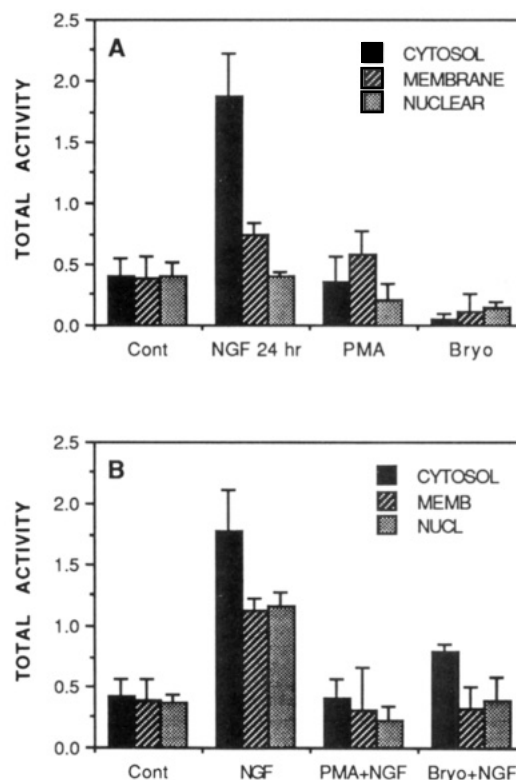 A
CYTOSOL
MEMBRANE
NUCLEAR
TOTAL ACTIVITY
2.5
2.0
1.5
1.0
0.5
0.0
Cont NGF 24 hr PMA Bryo
B
CYTOSOL
MEMB
NUCL
TOTAL ACTIVITY
2.5
2.0
1.5
1.0
0.5
0.0
Cont NGF PMA+NGF Bryo+NGF